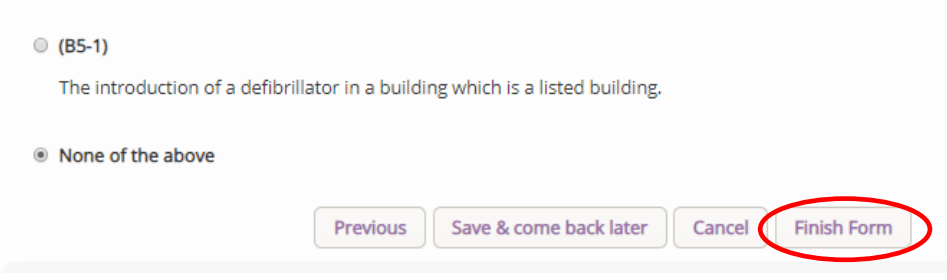 (B5-1)
The introduction of a defibrillator in a building which is a listed building.
None of the above
Previous Save & come back later Cancel Finish Form